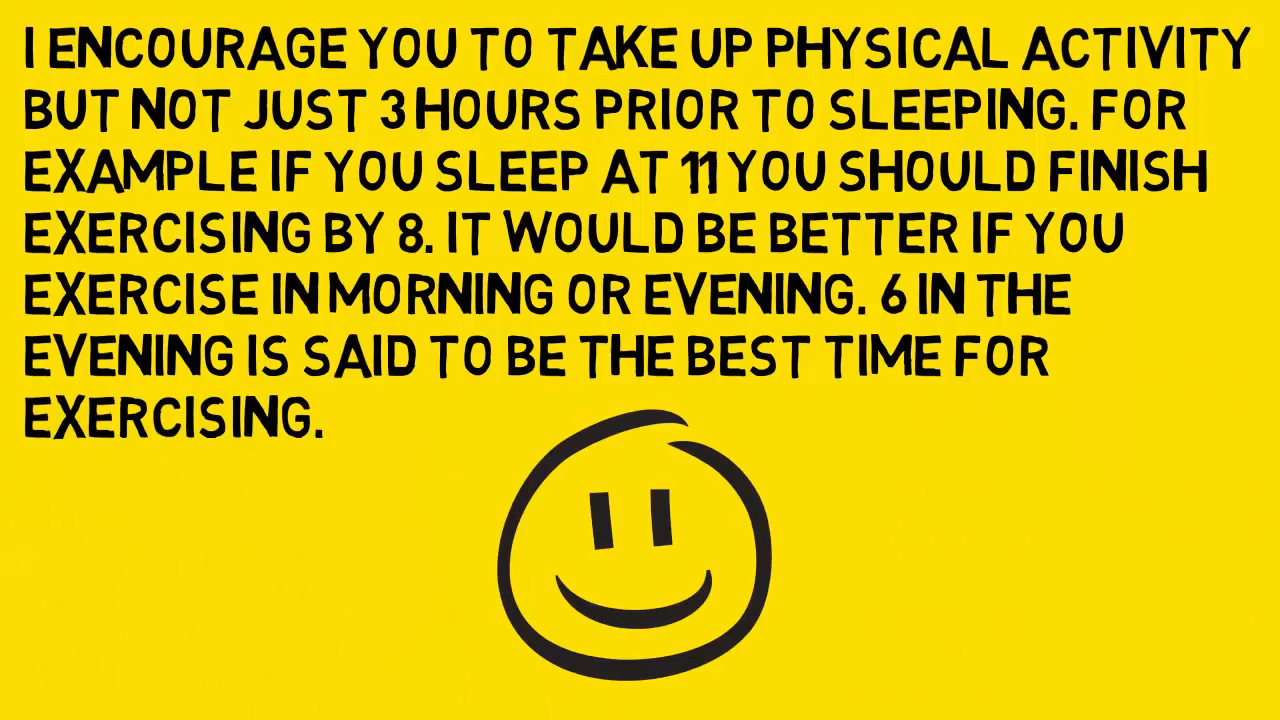 I ENCOURAGE YOU TO TAKE UP PHYSICAL ACTIVITY
BUT NOT JUST 3 HOURS PRIOR TO SLEEPING. FOR
EXAMPLE IF YOU SLEEP AT 11 YOU SHOULD FINISH
EXERCISING BY 8. IT WOULD BE BETTER IF YOU
EXERCISE IN MORNING OR EVENING. 6 IN THE
EVENING IS SAID TO BE THE BEST TIME FOR
EXERCISING.